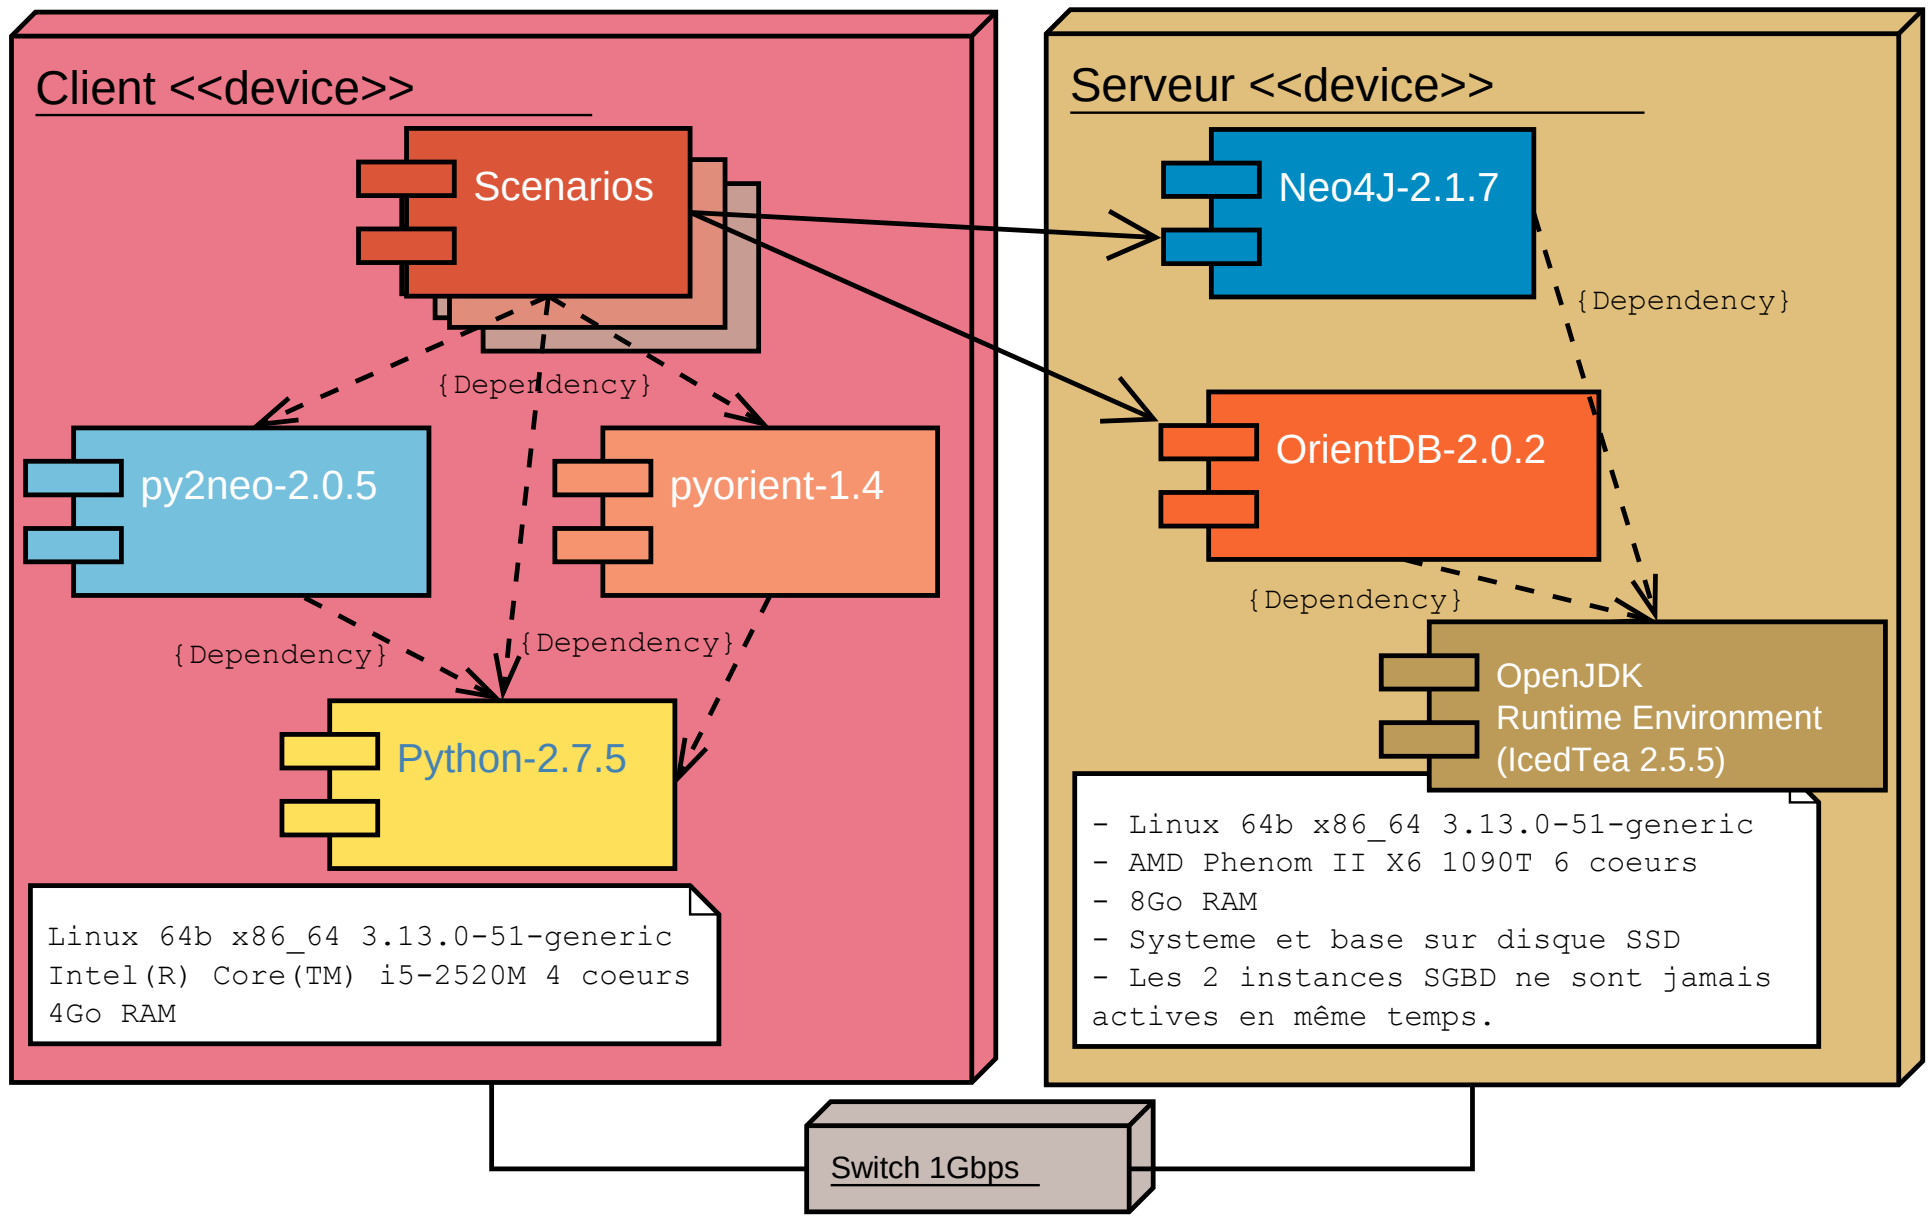 Client <<device>>
Scenarios
{Dependency}
py2neo-2.0.5
pyorient-1.4
{Dependency}
{Dependency}
Python-2.7.5
Linux 64b x86_64 3.13.0-51-generic
Intel(R) Core(TM) i5-2520M 4 coeurs
4Go RAM
Serveur <<device>>
Neo4J-2.1.7
{Dependency}
OrientDB-2.0.2
{Dependency}
OpenJDK
Runtime Environment
(IcedTea 2.5.5)
- Linux 64b x86_64 3.13.0-51-generic
- AMD Phenom II X6 1090T 6 coeurs
- 8Go RAM
- Systeme et base sur disque SSD
- Les 2 instances SGBD ne sont jamais
actives en même temps.
Switch 1Gbps